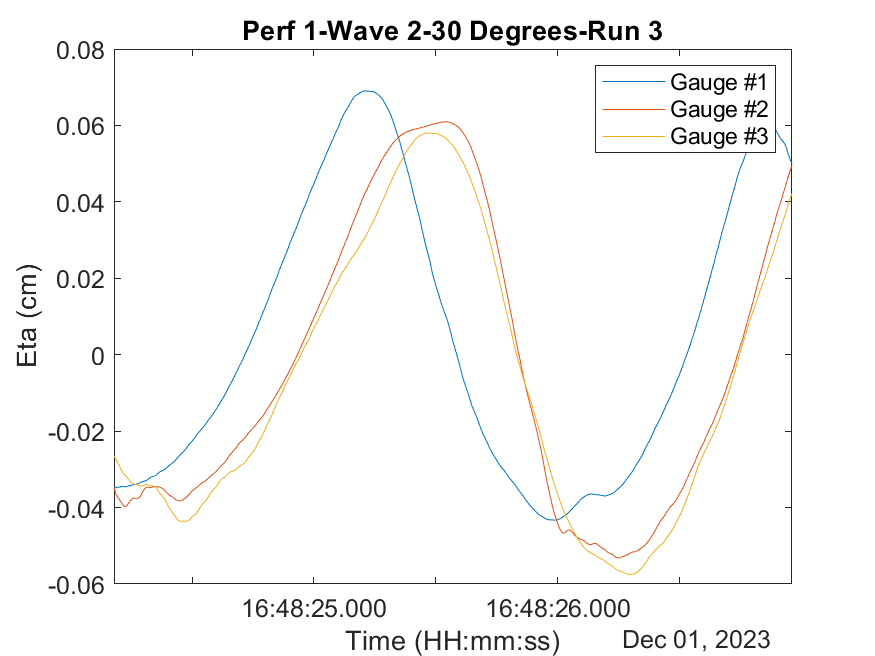 Perf 1-Wave 2-30 Degrees-Run 3
Gauge #1
Gauge #2
Gauge #3
0.08
0.06
0.04
0.02
0
-0.02
-0.04
-0.06
Eta (cm)
16:48:25.000 16:48:26.000
Time (HH:mm:ss)
Dec 01, 2023